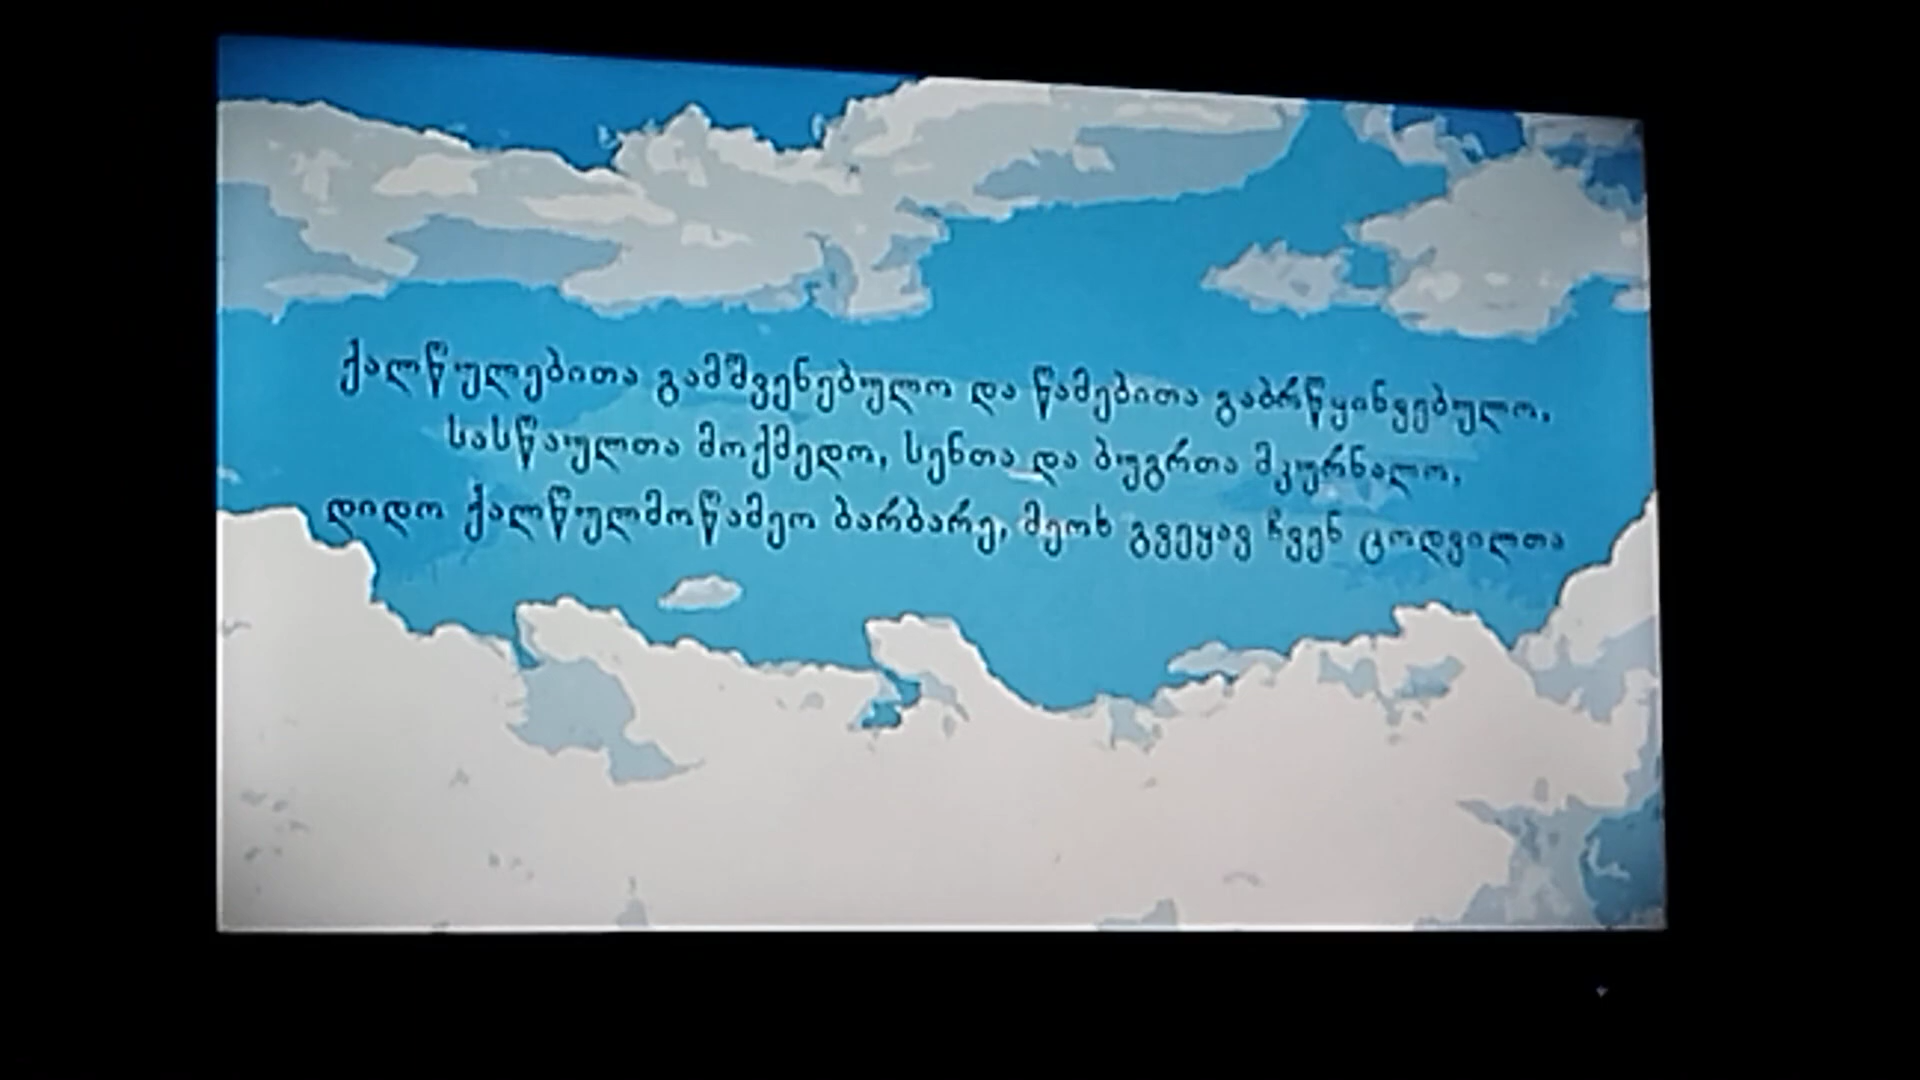 ქალწულებითა გამშვენებულო და წამებითა გაბრწყინვებულო,
სასწაულთა მოქმედო, სენთა და ბუგრთა მკურნალო,
დიდო ქალწულმოწამეო ბარბარე, მეოხ გვეყავ ჩვენ ცოდვილთა